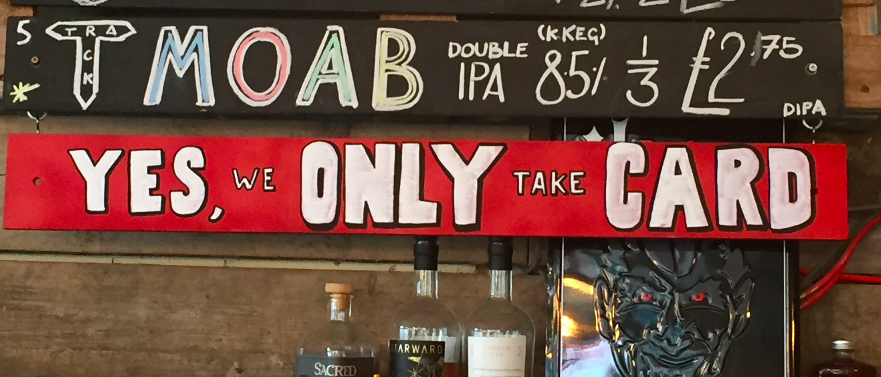 5 TRACK MOAB DOUBLE IPA (KKEG) 8.5% 1/3 £2.75
DIPA
YES, WE ONLY TAKE CARD
SACRED